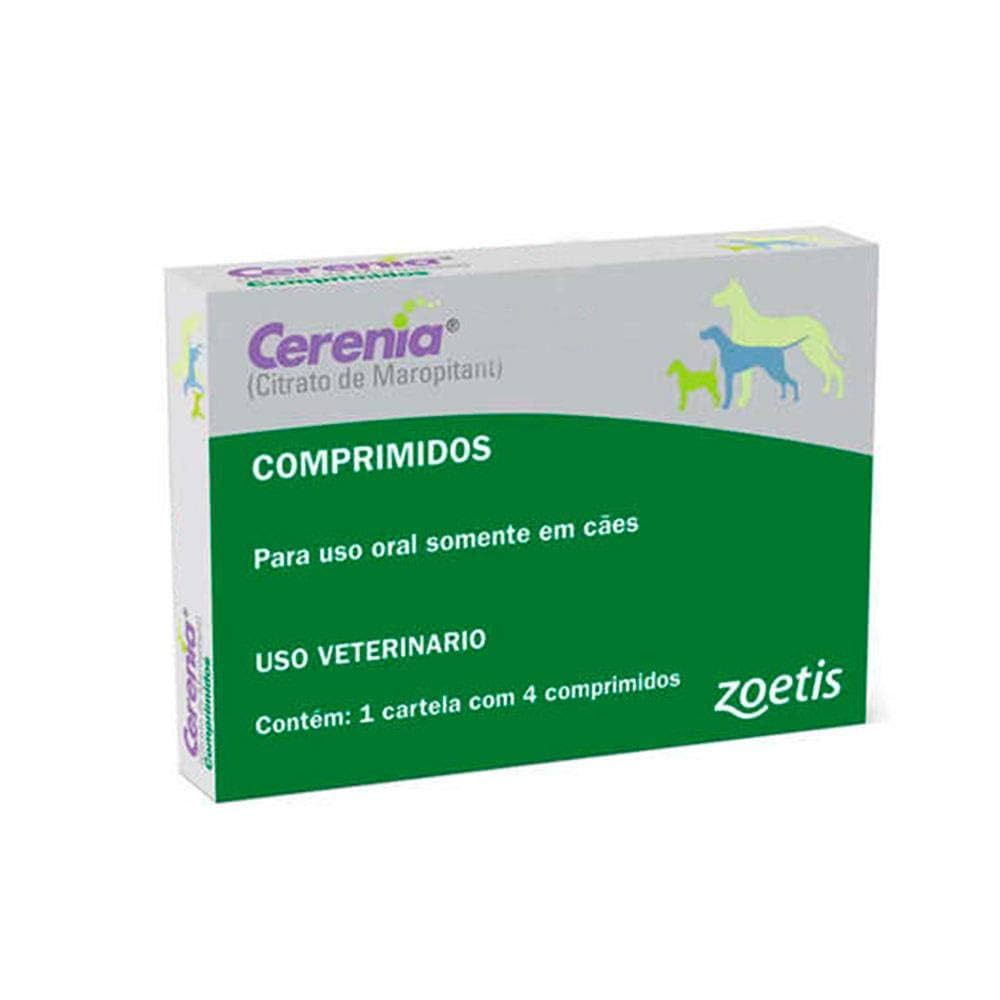 Cerenia
Comprimidos
Cerenia®
(Citrato de Maropitant)
COMPRIMIDOS
Para uso oral somente em cães
USO VETERINARIO
Contém: 1 cartela com 4 comprimidos
zoetis
Cerenia®
Comprimidos